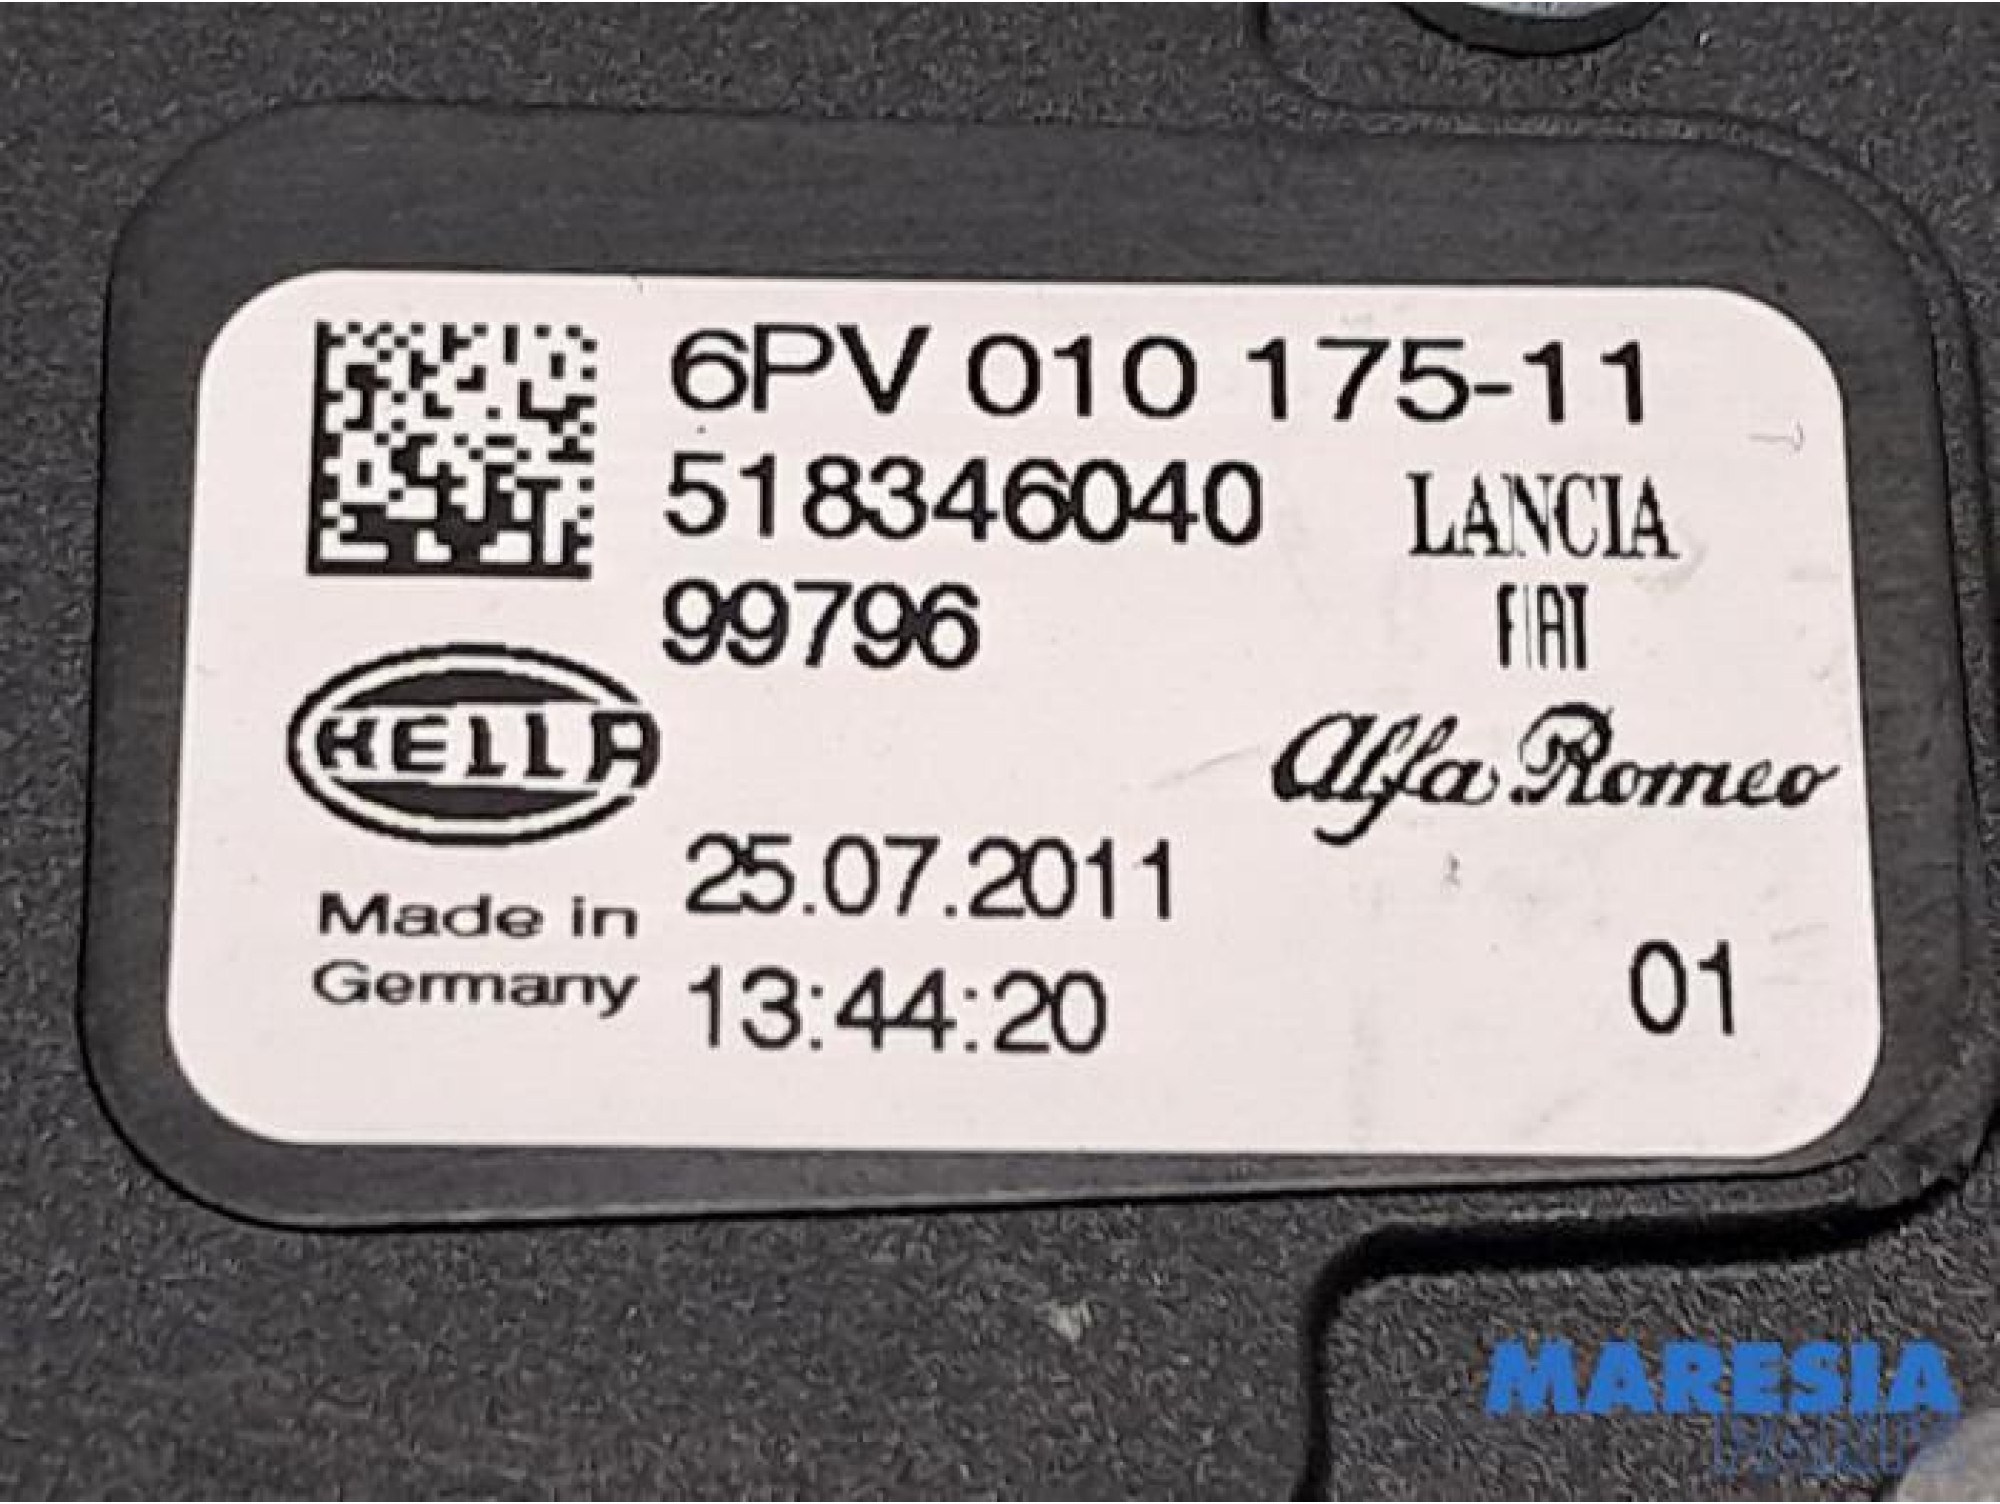 6PV 010 175-11
518346040
99796
LANCIA
FIAT
Alfa Romeo
HELLA
Made in
Germany
25.07.2011
13:44:20
01
MARESIA
PARTS